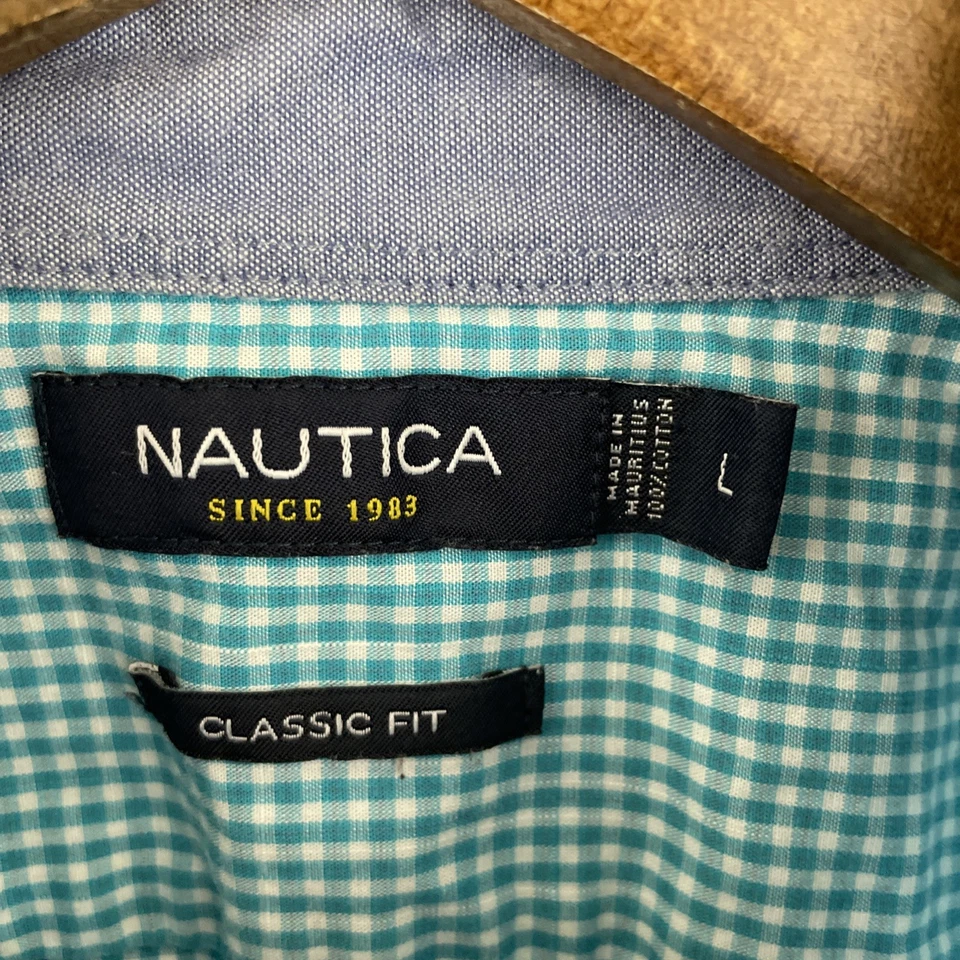 NAUTICA
SINCE 1983
MADE IN
MAURITIUS
100% COTTON
L
CLASSIC FIT